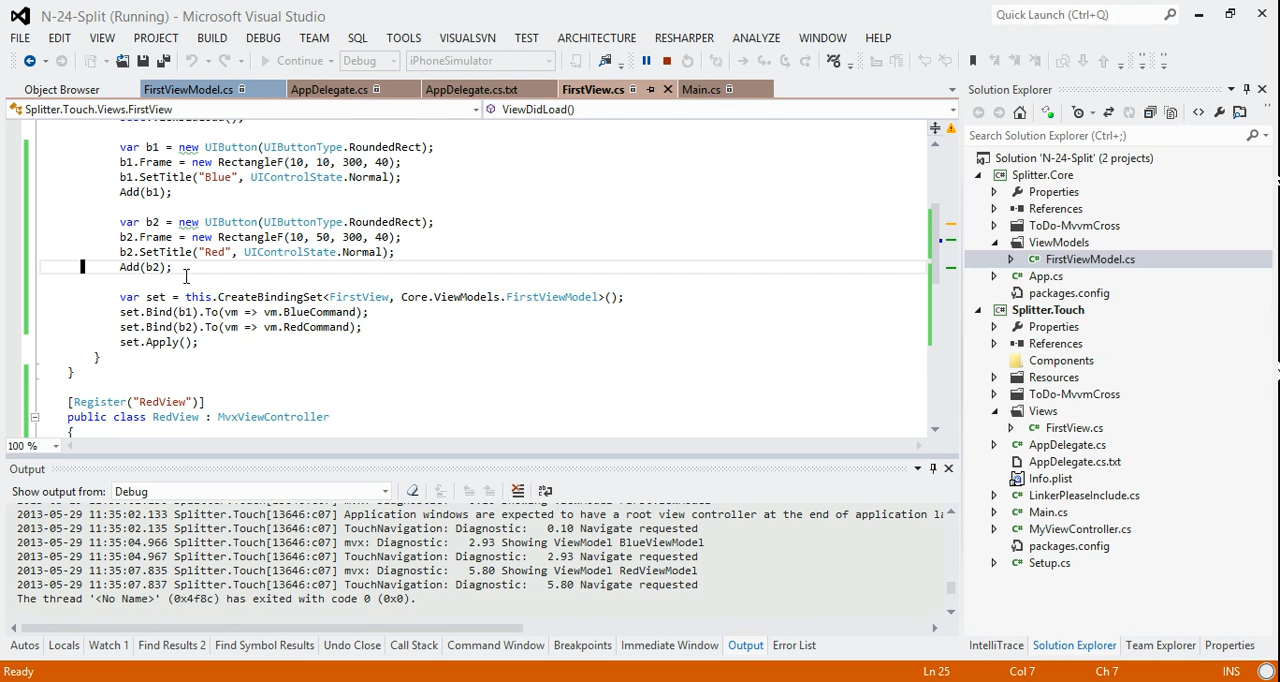 N-24-Split (Running) - Microsoft Visual Studio
Quick Launch (Ctrl+Q)
FILE EDIT VIEW PROJECT BUILD DEBUG TEAM SQL TOOLS VISUALSVN TEST ARCHITECTURE RESHARPER ANALYZE WINDOW HELP
Continue Debug iPhoneSimulator
Object Browser FirstViewModel.cs AppDelegate.cs AppDelegate.cs.txt FirstView.cs Main.cs
Splitter.Touch.Views.FirstView ViewDidLoad()
var b1 = new UIButton(UIButtonType.RoundedRect);
b1.Frame = new RectangleF(10, 10, 300, 40);
b1.SetTitle("Blue", UIControlState.Normal);
Add(b1);
var b2 = new UIButton(UIButtonType.RoundedRect);
b2.Frame = new RectangleF(10, 50, 300, 40);
b2.SetTitle("Red", UIControlState.Normal);
Add(b2);
var set = this.CreateBindingSet<FirstView, Core.ViewModels.FirstViewModel>();
set.Bind(b1).To(vm => vm.BlueCommand);
set.Bind(b2).To(vm => vm.RedCommand);
set.Apply();
}
}
[Register("RedView")]
public class RedView : MvxViewController
{
100 %
Solution Explorer
Search Solution Explorer (Ctrl+;)
Solution 'N-24-Split' (2 projects)
Splitter.Core
Properties
References
ToDo-MvvmCross
ViewModels
FirstViewModel.cs
App.cs
packages.config
Splitter.Touch
Properties
References
Components
Resources
ToDo-MvvmCross
Views
FirstView.cs
AppDelegate.cs
AppDelegate.cs.txt
Info.plist
LinkerPleaseInclude.cs
Main.cs
MyViewController.cs
packages.config
Setup.cs
Output
Show output from: Debug
2013-05-29 11:35:02.133 Splitter.Touch[13646:c07] Application windows are expected to have a root view controller at the end of application
2013-05-29 11:35:02.135 Splitter.Touch[13646:c07] TouchNavigation: Diagnostic: 0.10 Navigate requested
2013-05-29 11:35:04.966 Splitter.Touch[13646:c07] mvx: Diagnostic: 2.93 Showing ViewModel BlueViewModel
2013-05-29 11:35:04.967 Splitter.Touch[13646:c07] TouchNavigation: Diagnostic: 2.93 Navigate requested
2013-05-29 11:35:07.835 Splitter.Touch[13646:c07] mvx: Diagnostic: 5.80 Showing ViewModel RedViewModel
2013-05-29 11:35:07.837 Splitter.Touch[13646:c07] TouchNavigation: Diagnostic: 5.80 Navigate requested
The thread '<No Name>' (0x4f8c) has exited with code 0 (0x0).
Autos Locals Watch 1 Find Results 2 Find Symbol Results Undo Close Call Stack Command Window Breakpoints Immediate Window Output Error List
IntelliTrace Solution Explorer Team Explorer Properties
Ready Ln 25 Col 7 Ch 7 INS